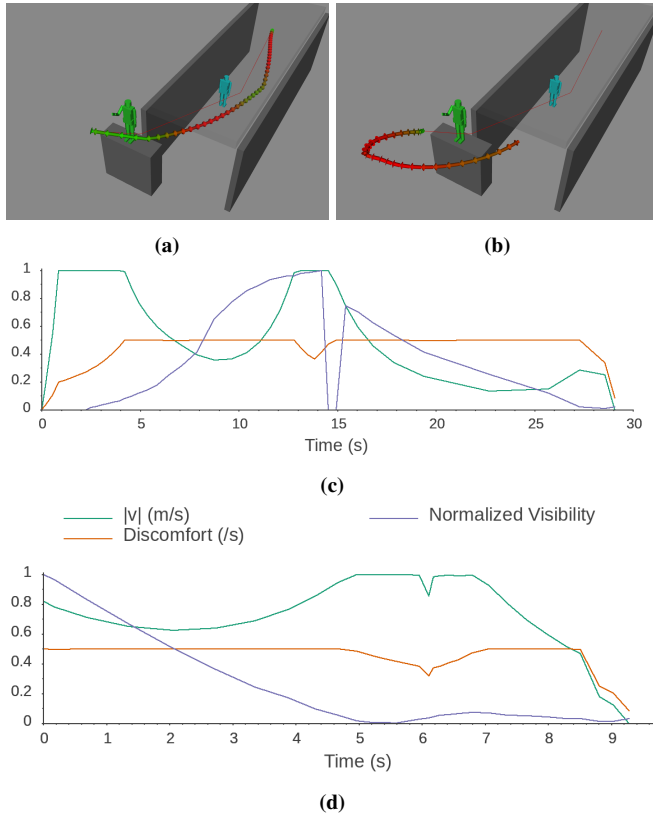 (a)
(b)
1
0.8
0.6
0.4
0.2
0
0 5 10 15 20 25 30
Time (s)
(c)
|v| (m/s) Normalized Visibility
Discomfort (/s)
1
0.8
0.6
0.4
0.2
0
0 1 2 3 4 5 6 7 8 9
Time (s)
(d)